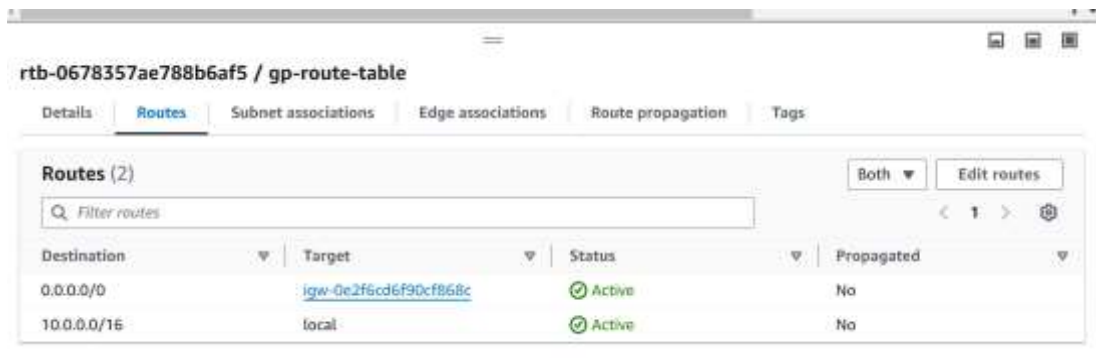 rtb-0678357ae788b6af5 / gp-route-table
Details Routes Subnet associations Edge associations Route propagation Tags
Routes (2) Both Edit routes
Filter routes 1
Destination Target Status Propagated
0.0.0.0/0 igw-0e2f6cd6f90cf868c Active No
10.0.0.0/16 local Active No